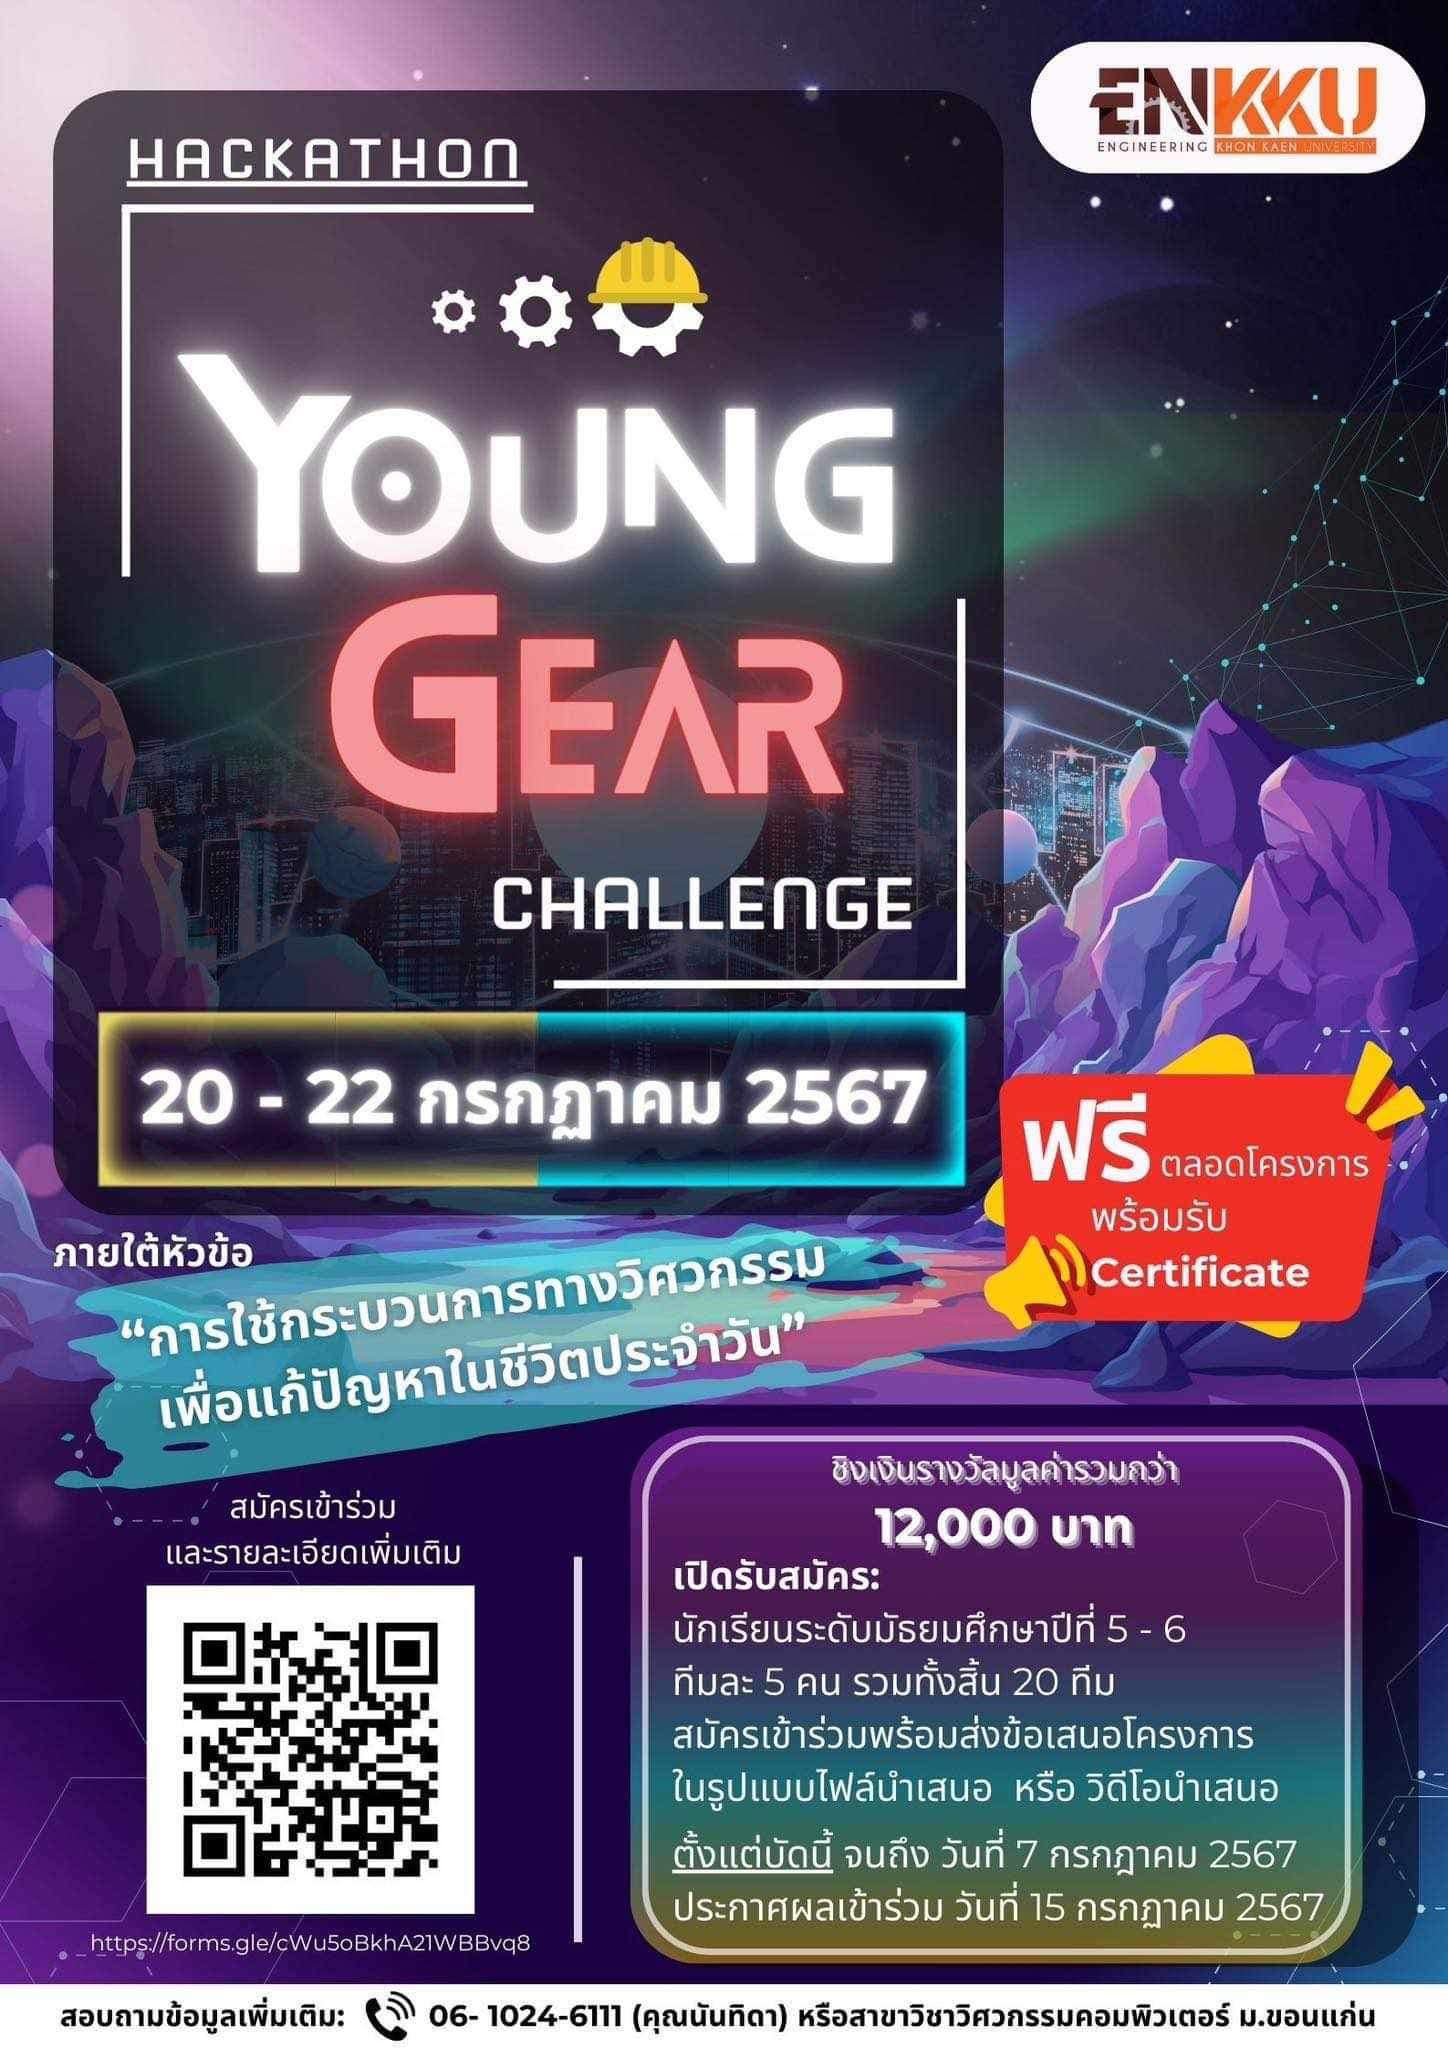 ENKKU
ENGINEERING KHON KAEN UNIVERSITY
HACKATHON
YOUNG
GEAR
CHALLENGE
20 - 22 กรกฎาคม 2567
ฟรี ตลอดโครงการ
พร้อมรับ
Certificate
ภายใต้หัวข้อ
“การใช้กระบวนการทางวิศวกรรม
เพื่อแก้ปัญหาในชีวิตประจำวัน”
สมัครเข้าร่วม
และรายละเอียดเพิ่มเติม
https://forms.gle/cWu5oBkhA21WBBvq8
ชิงเงินรางวัลมูลค่ารวมกว่า
12,000 บาท
เปิดรับสมัคร:
นักเรียนระดับมัธยมศึกษาปีที่ 5 - 6
ทีมละ 5 คน รวมทั้งสิ้น 20 ทีม
สมัครเข้าร่วมพร้อมส่งข้อเสนอโครงการ
ในรูปแบบไฟล์นำเสนอ หรือ วิดีโอนำเสนอ
ตั้งแต่บัดนี้ จนถึง วันที่ 7 กรกฎาคม 2567
ประกาศผลเข้าร่วม วันที่ 15 กรกฎาคม 2567
สอบถามข้อมูลเพิ่มเติม: 06- 1024-6111 (คุณนันทิดา) หรือสาขาวิชาวิศวกรรมคอมพิวเตอร์ ม.ขอนแก่น